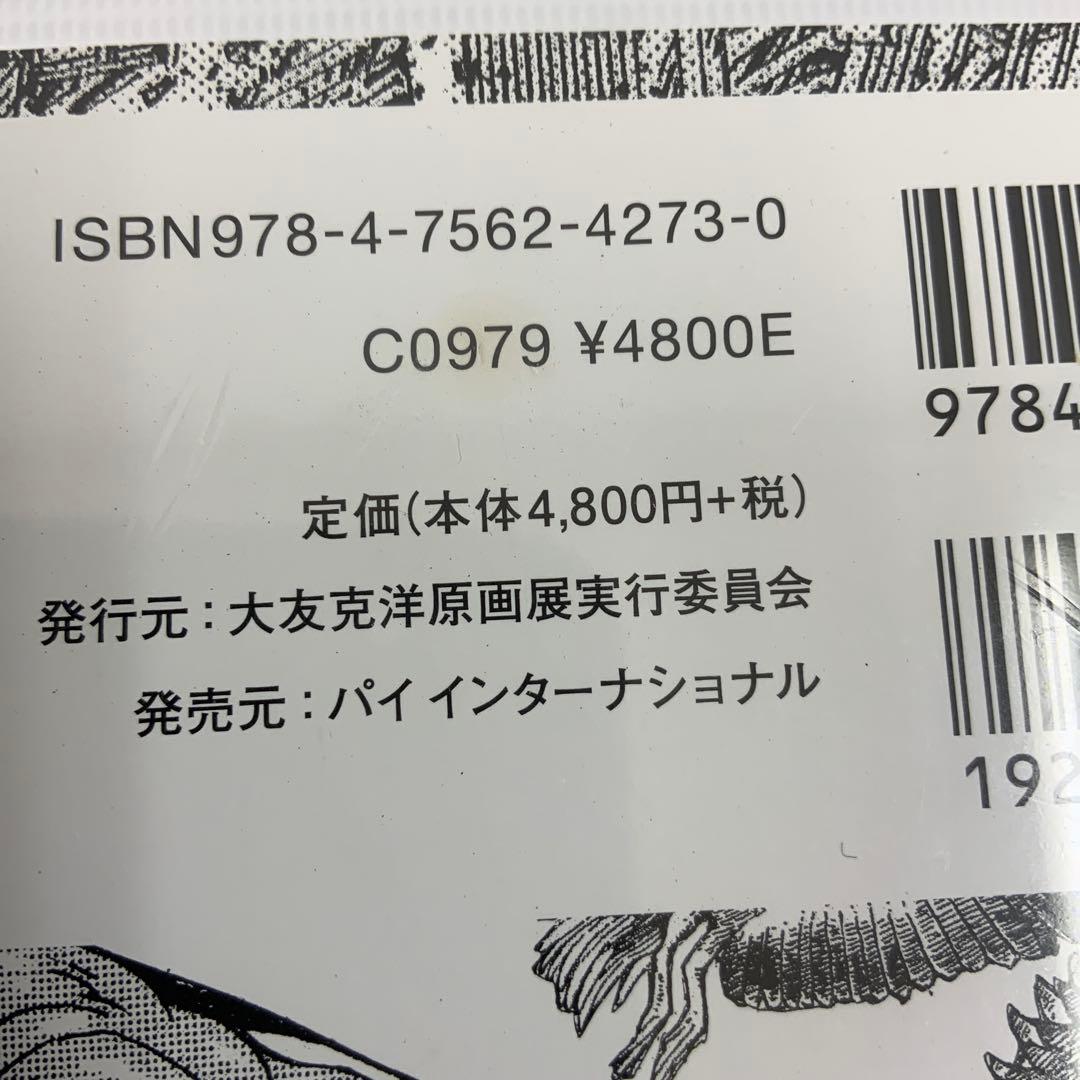 ISBN978-4-7562-4273-0
C0979 ¥4800E
定価(本体4,800円+税)
発行元:大友克洋原画展実行委員会
発売元:パイ インターナショナル
9784
192